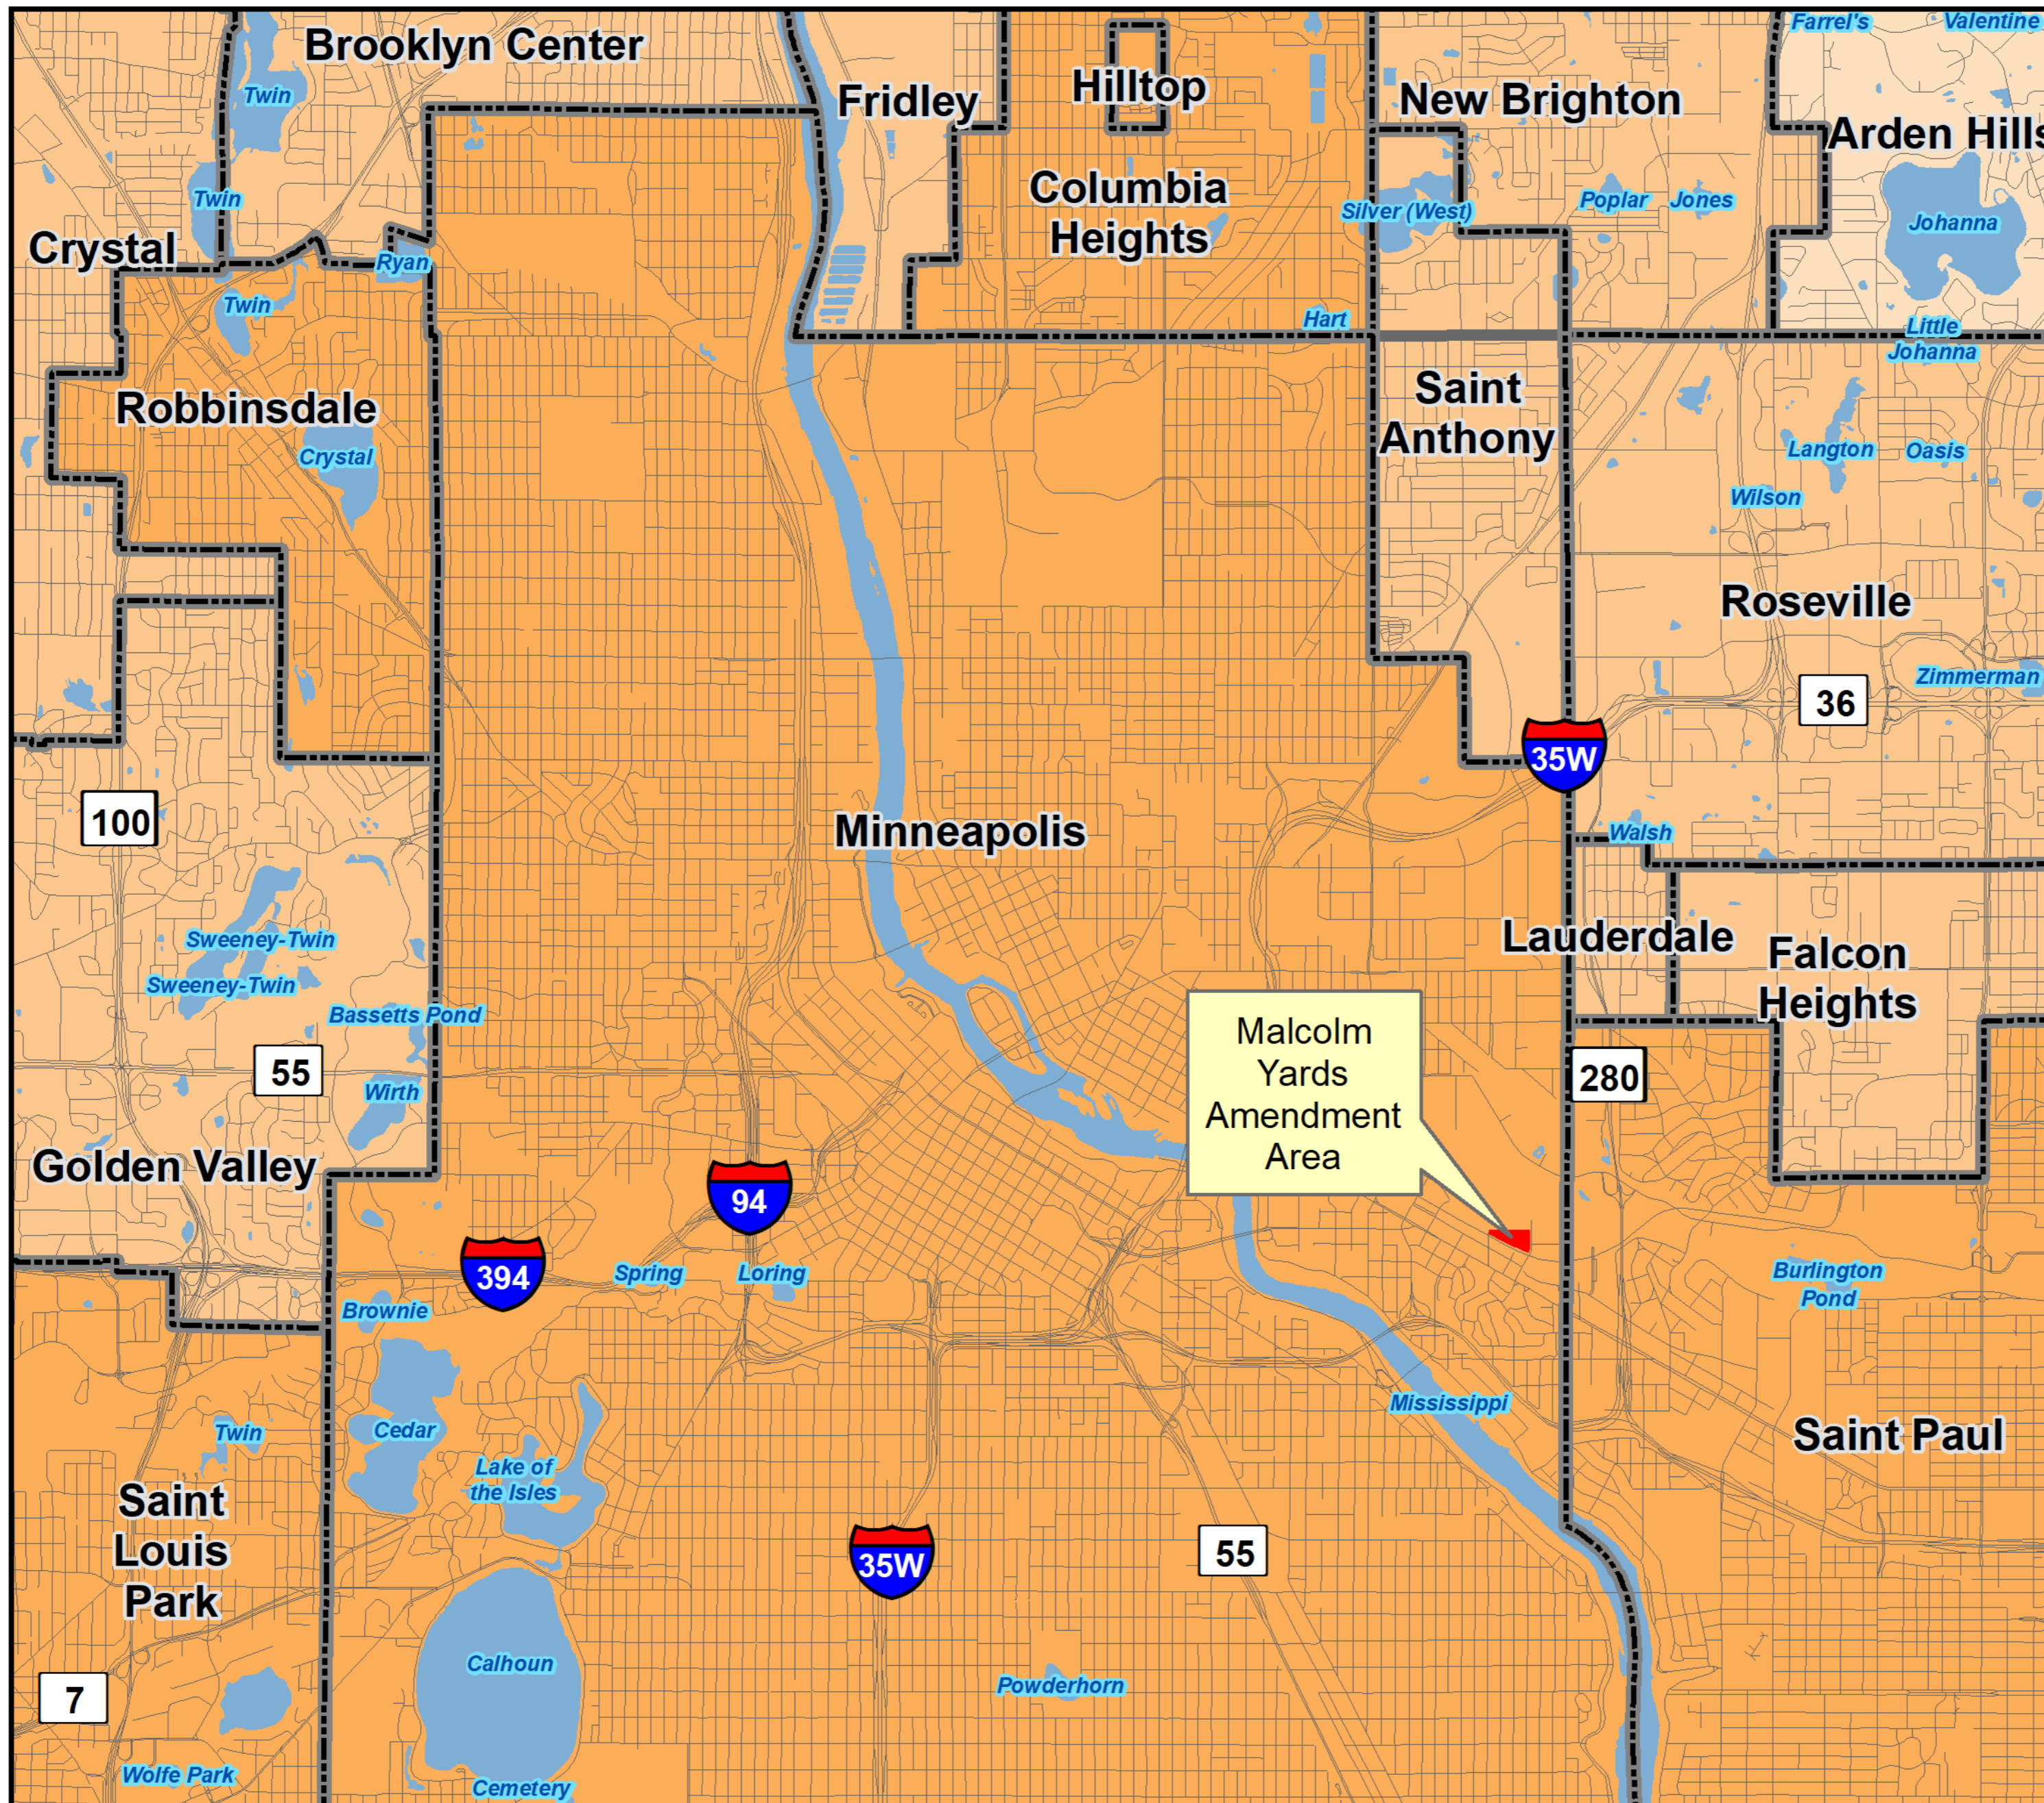 Farrel's
Valentine
Brooklyn Center
Twin
Fridley
Hilltop
New Brighton
Arden Hills
Columbia
Heights
Twin
Silver (West)
Poplar
Jones
Johanna
Crystal
Ryan
Twin
Hart
Little
Johanna
Robbinsdale
Crystal
Saint
Anthony
Langton
Oasis
Wilson
Roseville
Zimmerman
36
35W
100
Minneapolis
Walsh
Sweeney-Twin
Sweeney-Twin
Lauderdale
Falcon
Heights
Bassetts Pond
55
Wirth
Malcolm
Yards
Amendment
Area
280
Golden Valley
94
394
Spring
Loring
Brownie
Burlington
Pond
Mississippi
Twin
Cedar
Lake of
the Isles
Saint Paul
Saint
Louis
Park
35W
55
Calhoun
Powderhorn
7
Wolfe Park
Cemetery